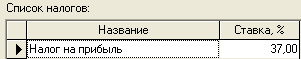 Список налогов:
Название Ставка, %
Налог на прибыль 37,00